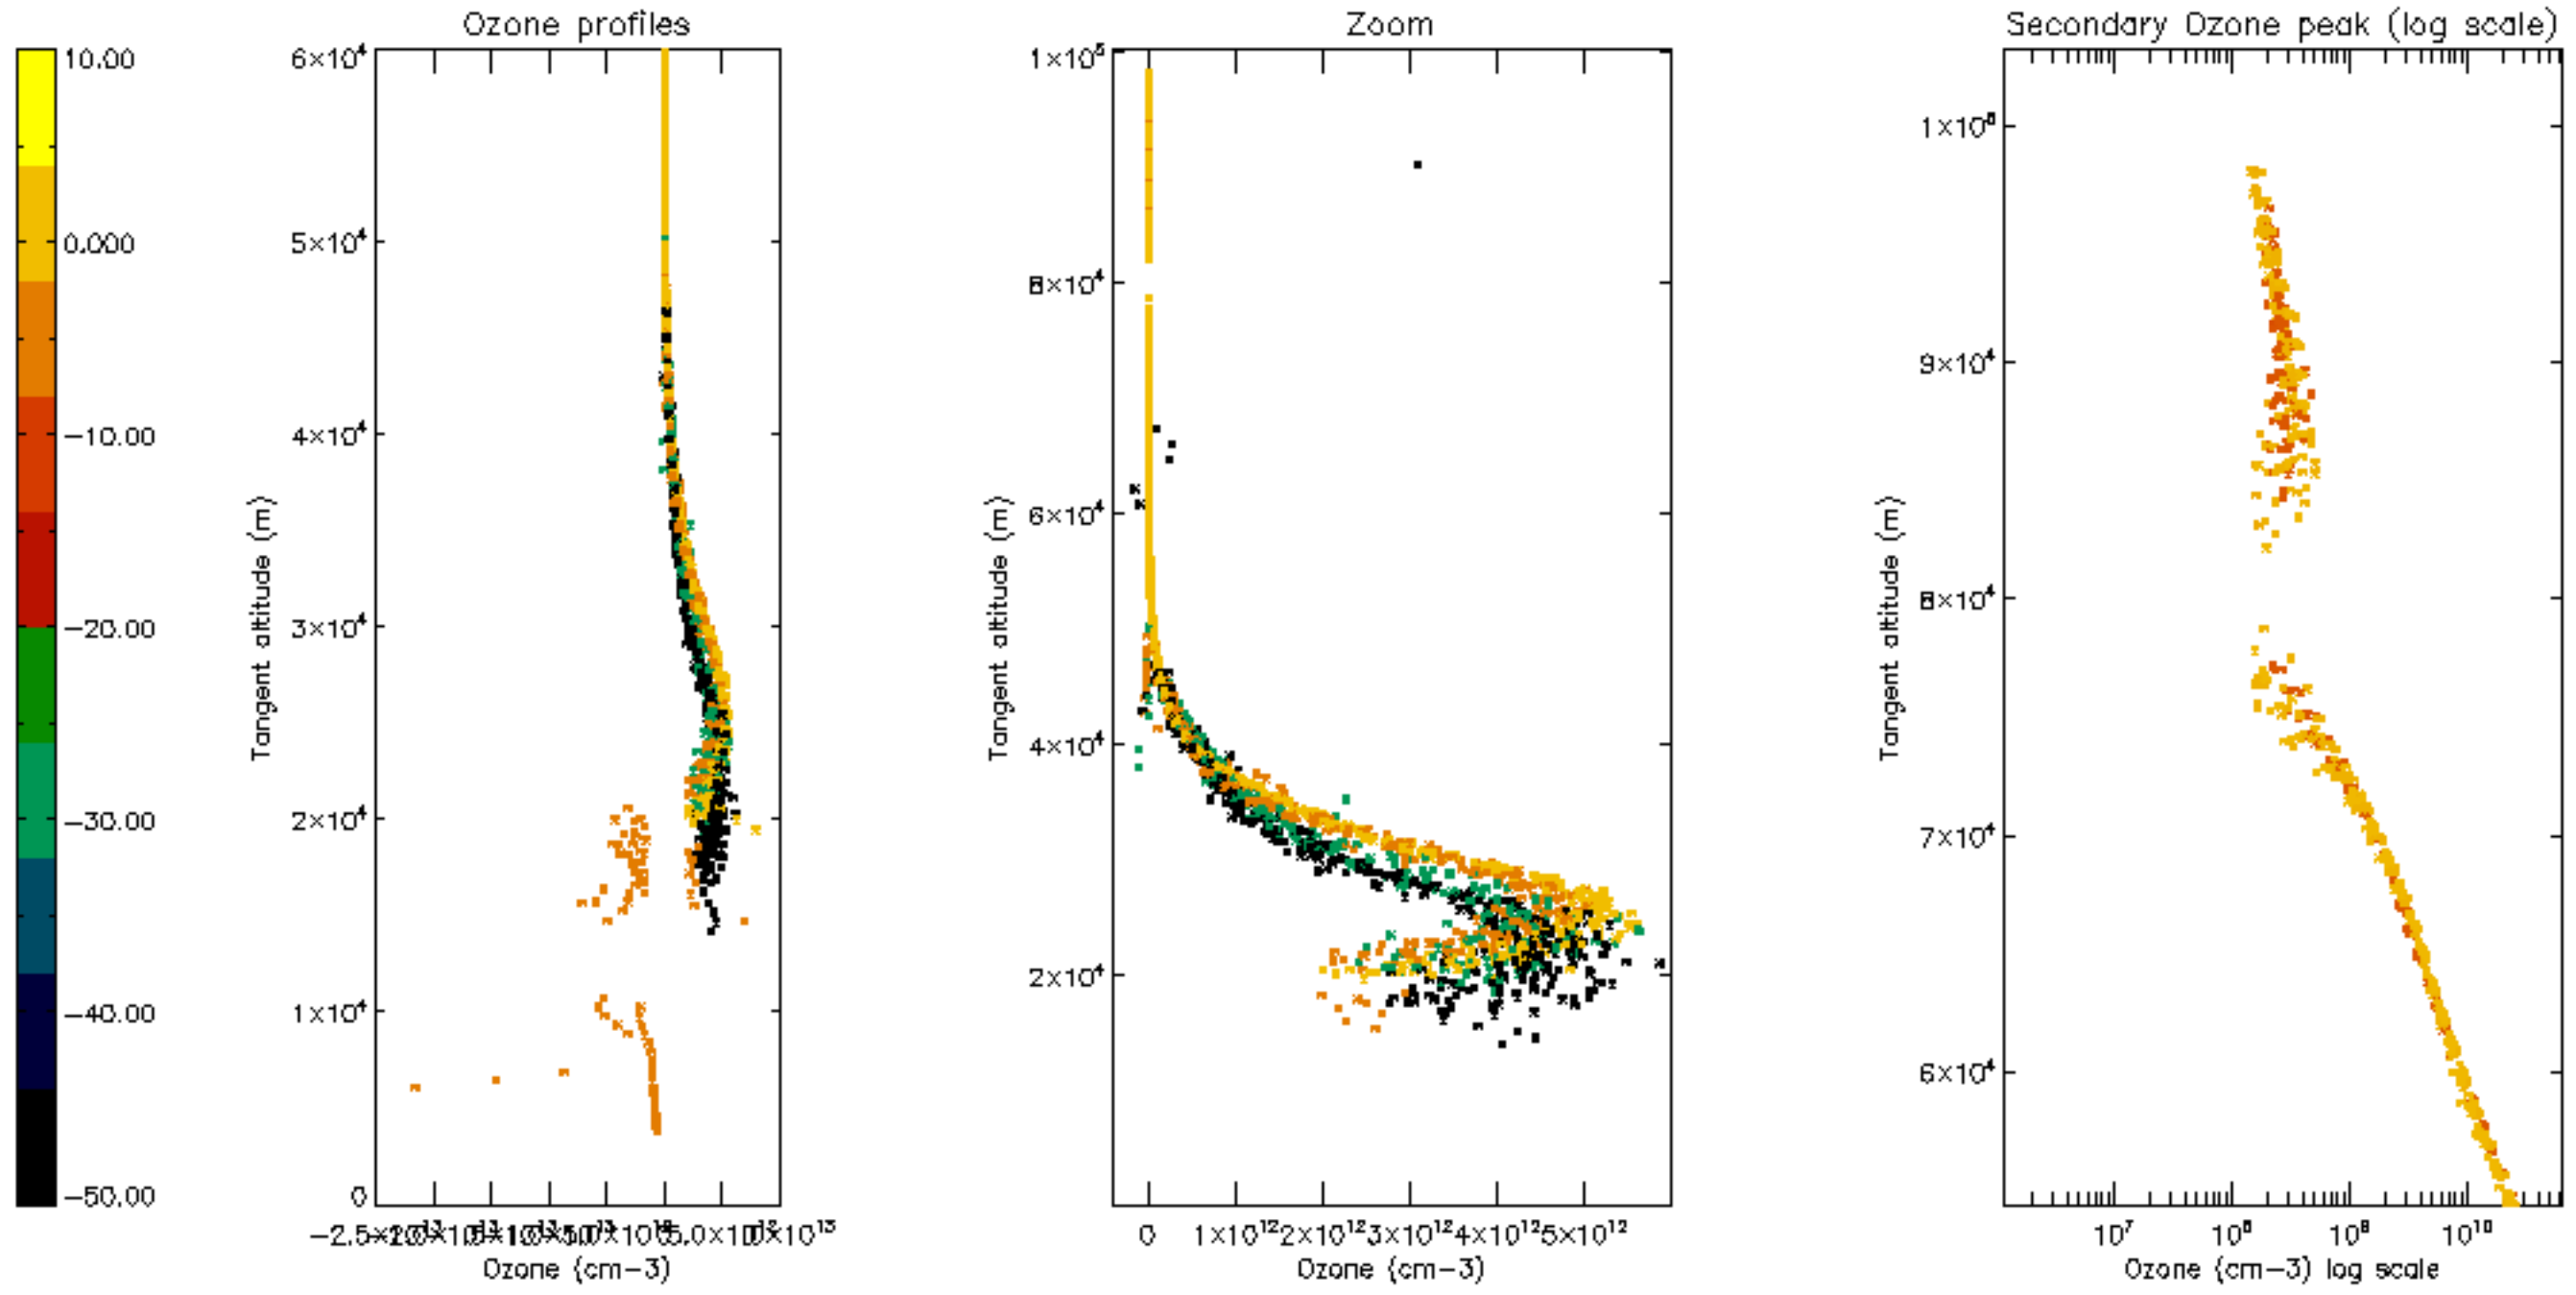 Ozone profiles
Zoom
Secondary Ozone peak (log scale)
10.00
0.000
−10.00
−20.00
−30.00
−40.00
−50.00
6×10⁴
5×10⁴
4×10⁴
3×10⁴
2×10⁴
1×10⁴
0
Tangent altitude (m)
Ozone (cm−3)
1×10⁵
8×10⁴
6×10⁴
4×10⁴
2×10⁴
Tangent altitude (m)
0 1×10¹² 2×10¹² 3×10¹² 4×10¹² 5×10¹²
Ozone (cm−3)
1×10⁵
9×10⁴
8×10⁴
7×10⁴
6×10⁴
Tangent altitude (m)
10⁷ 10⁸ 10⁹ 10¹⁰
Ozone (cm−3) log scale